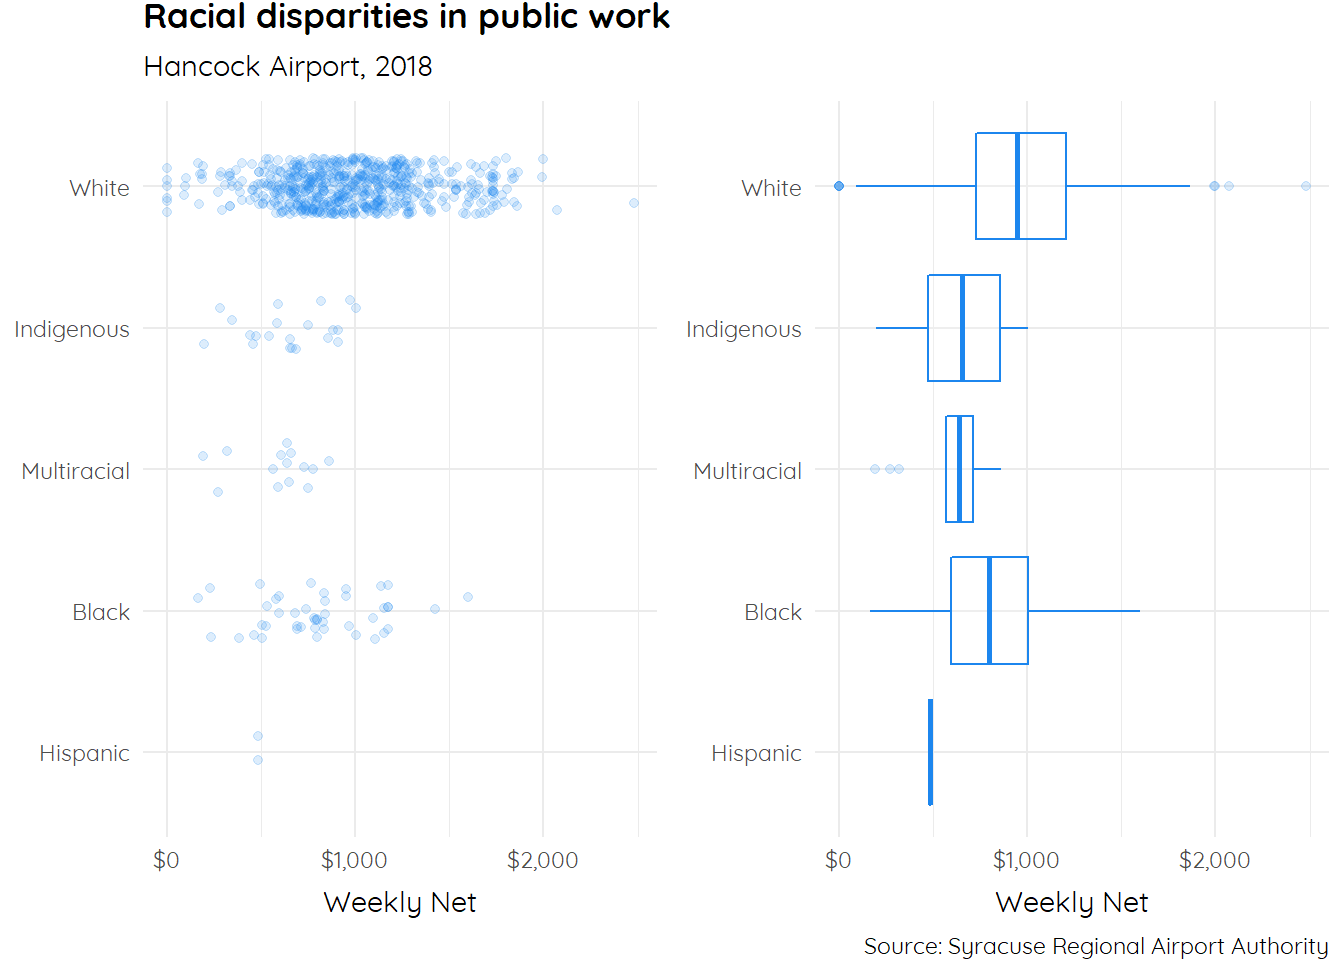 Racial disparities in public work
Hancock Airport, 2018
White
Indigenous
Multiracial
Black
Hispanic
$0 $1,000 $2,000
Weekly Net
White
Indigenous
Multiracial
Black
Hispanic
$0 $1,000 $2,000
Weekly Net
Source: Syracuse Regional Airport Authority